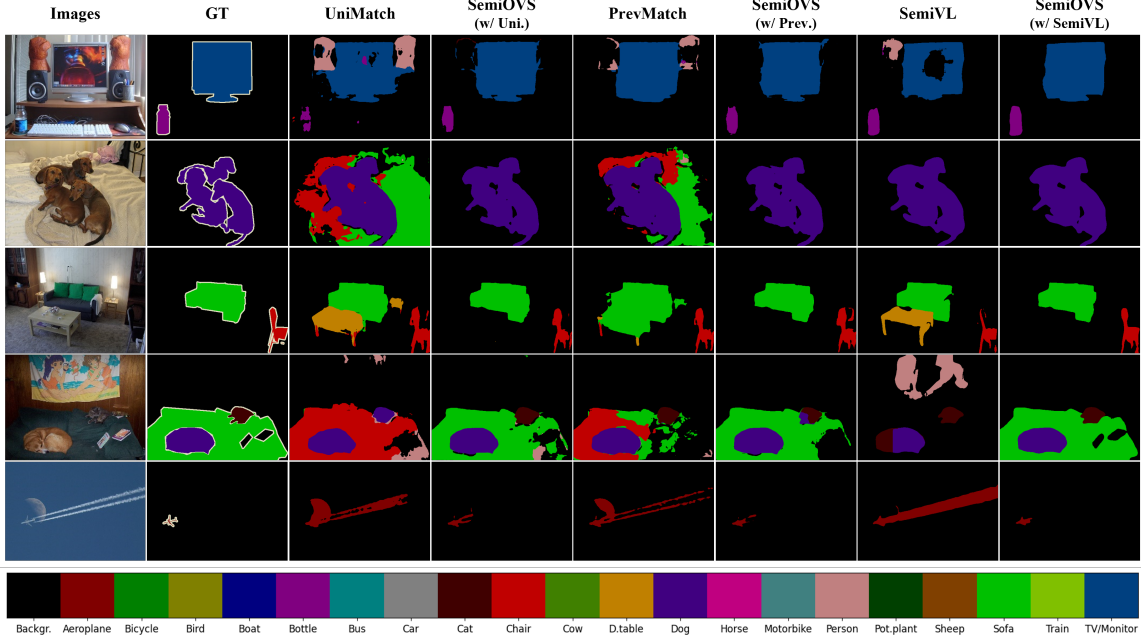 Images GT UniMatch SemiOVS (w/ Uni.) PrevMatch SemiOVS (w/ Prev.) SemiVL SemiOVS (w/ SemiVL)
Backgr. Aeroplane Bicycle Bird Boat Bottle Bus Car Cat Chair Cow D.table Dog Horse Motorbike Person Pot.plant Sheep Sofa Train TV/Monitor